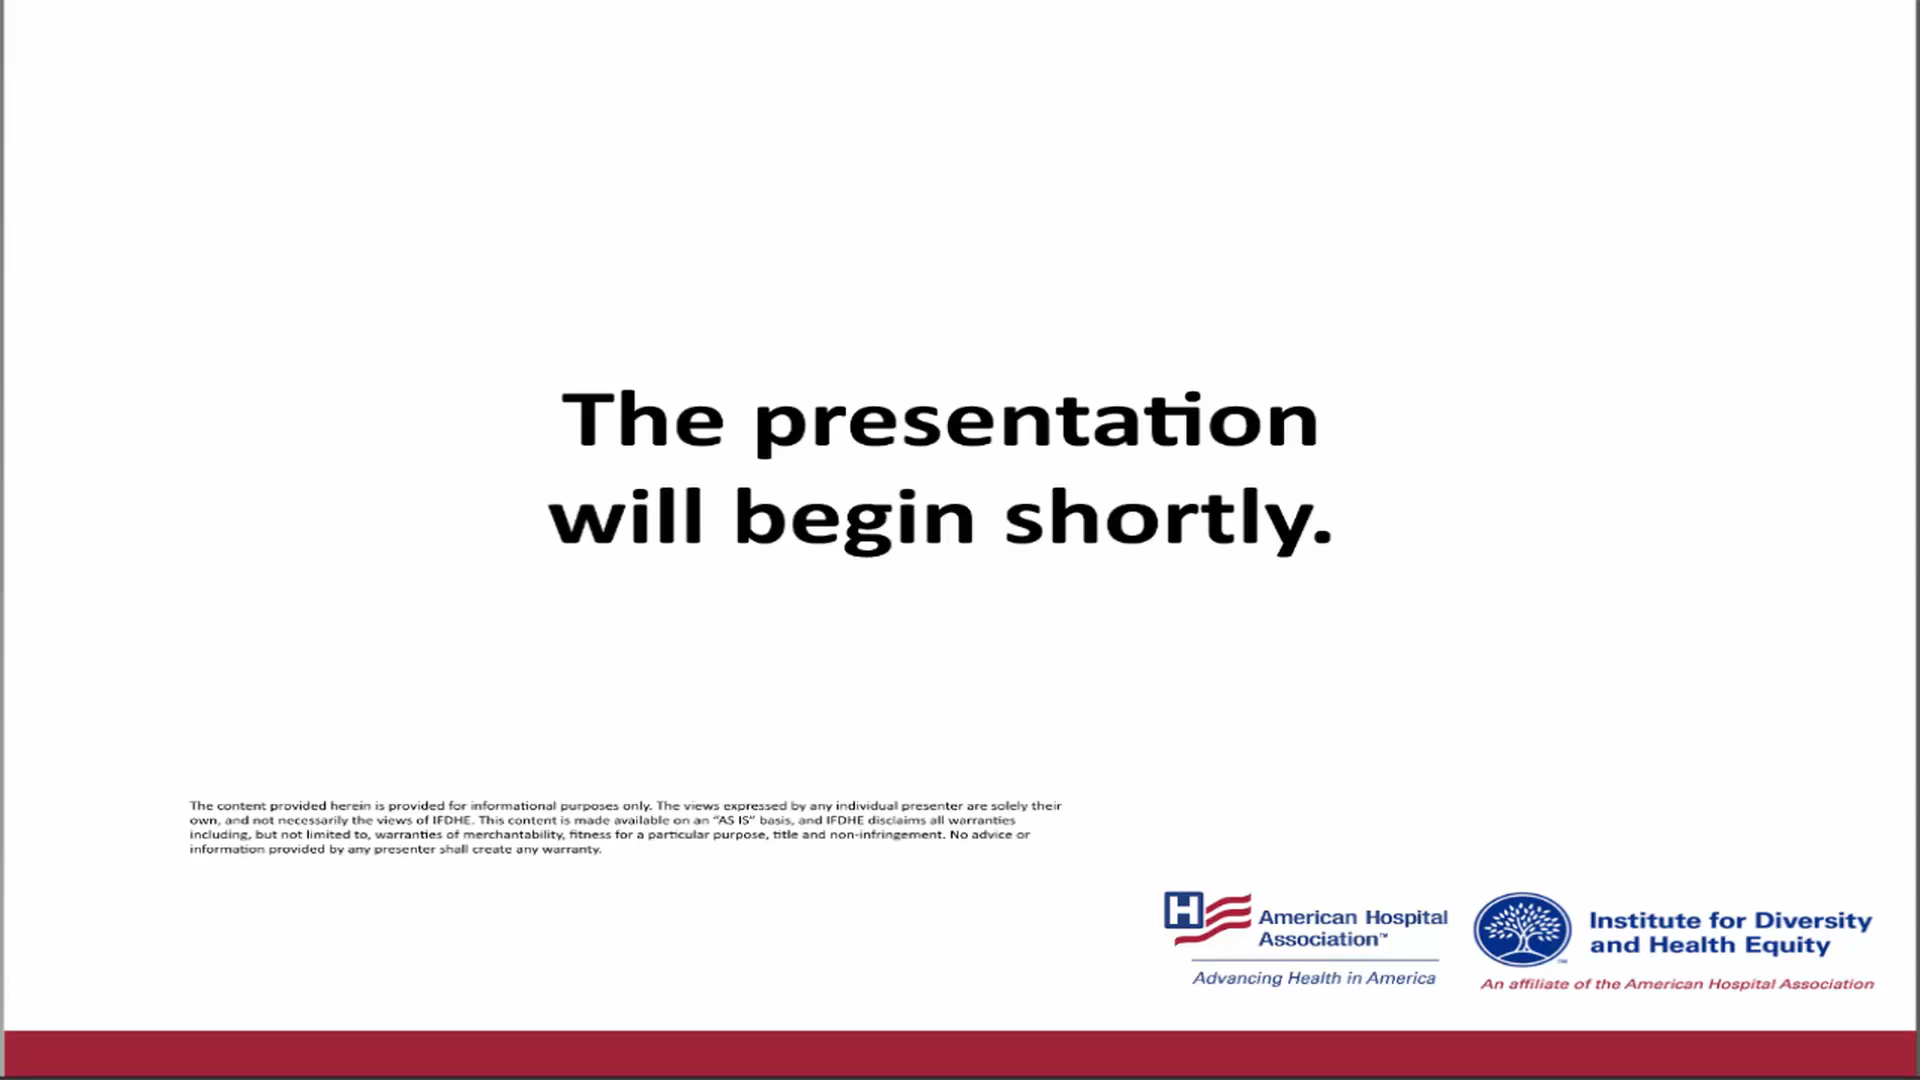 The presentation
will begin shortly.
The content provided herein is provided for informational purposes only. The views expressed by any individual presenter are solely their
own, and not necessarily the views of IFDHE. This content is made available on an “AS IS” basis, and IFDHE disclaims all warranties
including, but not limited to, warranties of merchantability, fitness for a particular purpose, title and non-infringement. No advice or
information provided by any presenter shall create any warranty.
H American Hospital
Association™
Advancing Health in America
Institute for Diversity
and Health Equity
™
An affiliate of the American Hospital Association